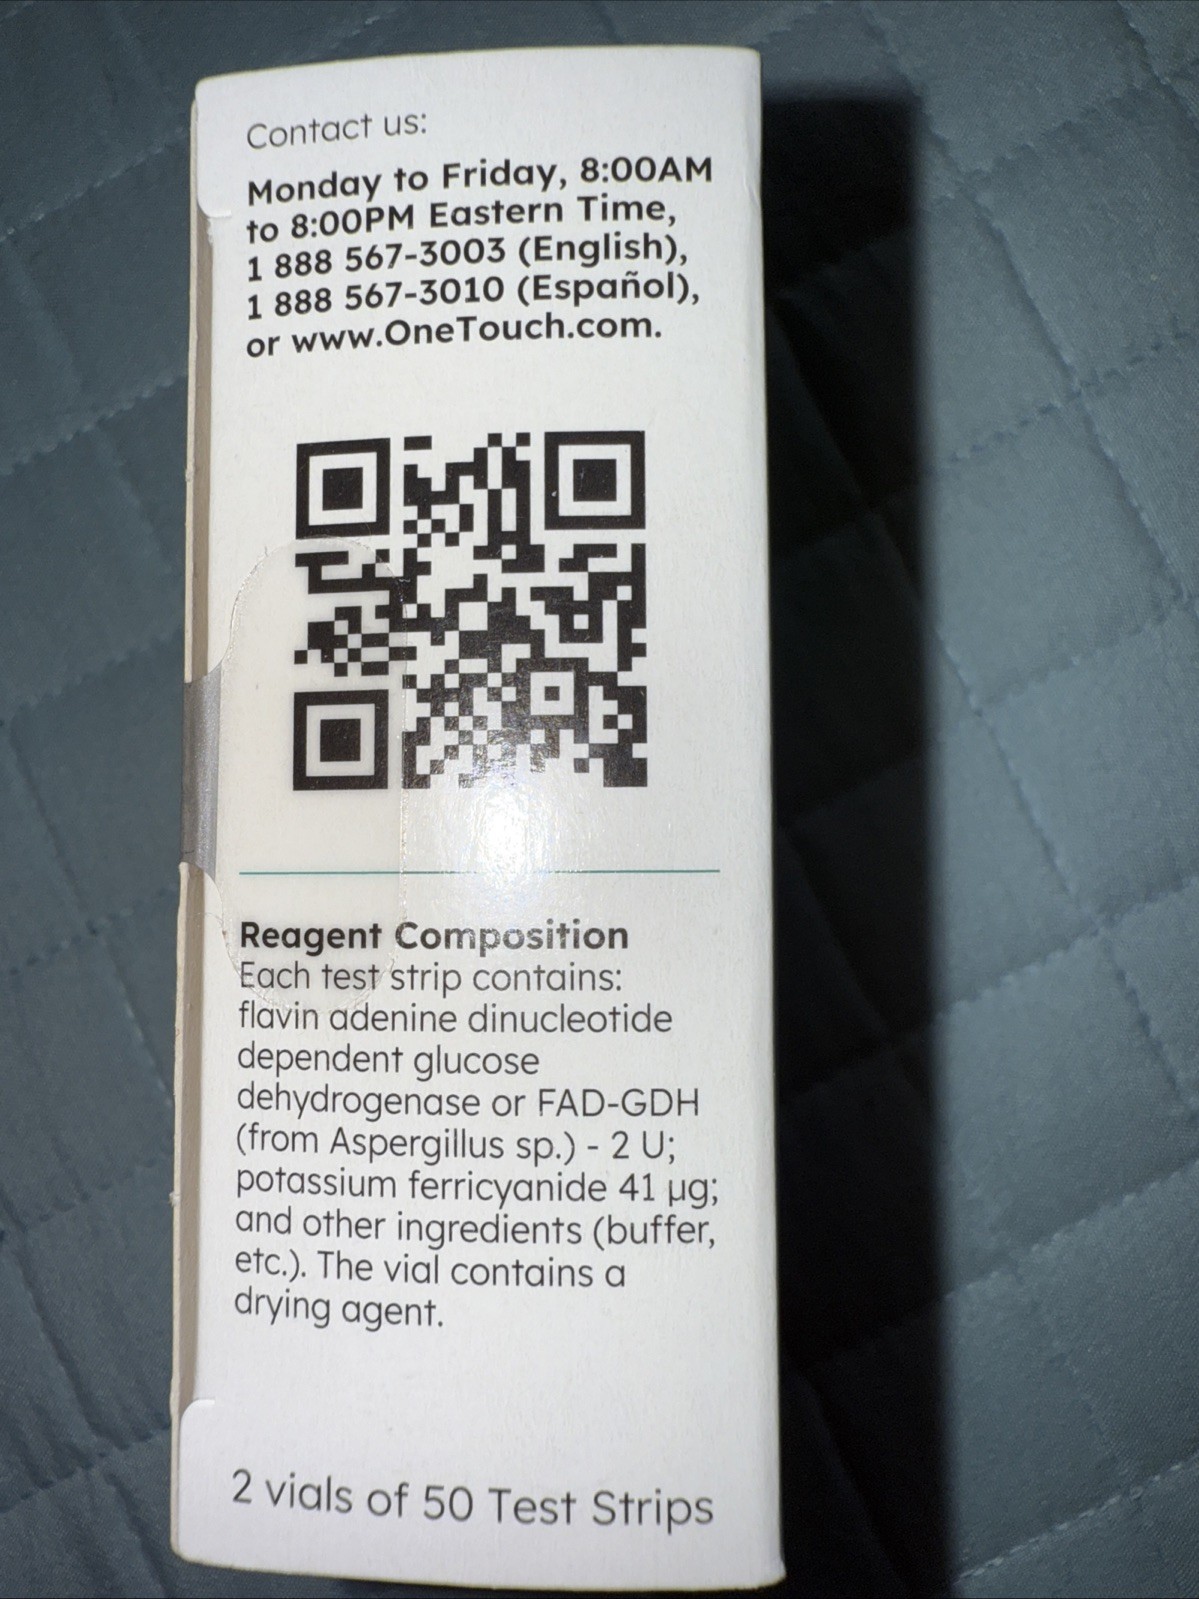 Contact us:
Monday to Friday, 8:00AM
to 8:00PM Eastern Time,
1 888 567-3003 (English),
1 888 567-3010 (Español),
or www.OneTouch.com.
Reagent Composition
Each test strip contains:
flavin adenine dinucleotide
dependent glucose
dehydrogenase or FAD-GDH
(from Aspergillus sp.) - 2 U;
potassium ferricyanide 41 µg;
and other ingredients (buffer,
etc.). The vial contains a
drying agent.
2 vials of 50 Test Strips